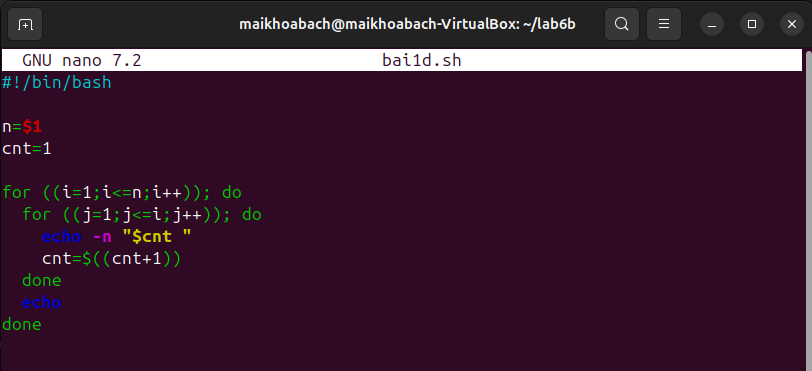 maikhoabach@maikhoabach-VirtualBox: ~/lab6b
GNU nano 7.2 bai1d.sh
#!/bin/bash
n=$1
cnt=1
for ((i=1;i<=n;i++)); do
  for ((j=1;j<=i;j++)); do
    echo -n "$cnt "
    cnt=$((cnt+1))
  done
  echo
done